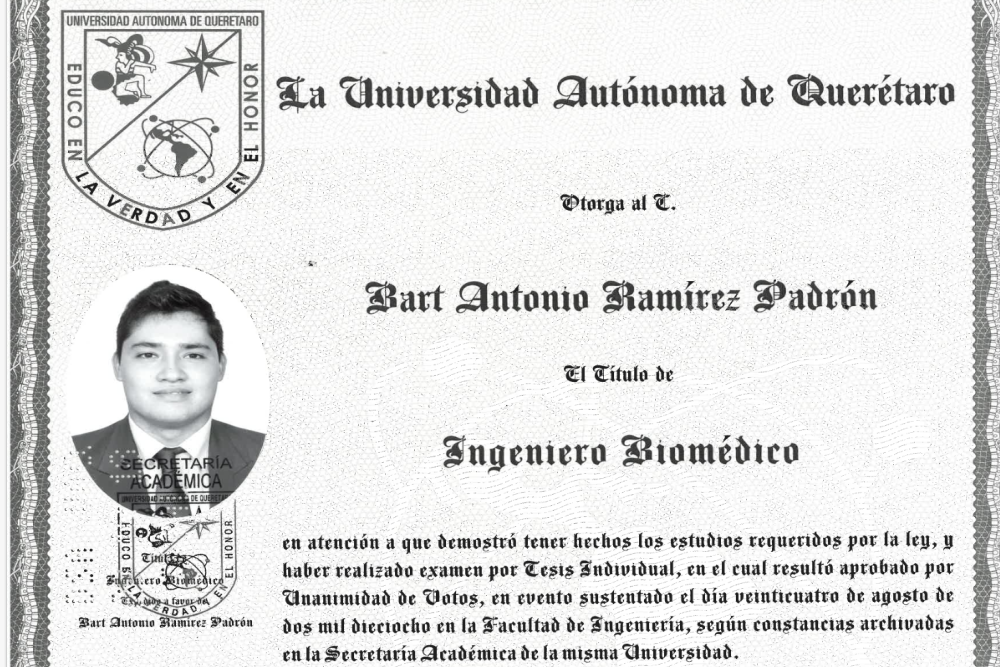 UNIVERSIDAD AUTONOMA DE QUERETARO
EDUCO EN
LA VERDAD Y EN
EL HONOR
La Universidad Autónoma de Querétaro
Otorga al C.
Bart Antonio Ramírez Padrón
El Título de
Ingeniero Biomédico
en atención a que demostró tener hechos los estudios requeridos por la ley, y
haber realizado examen por Tesis Individual, en el cual resultó aprobado por
Unanimidad de Votos, en evento sustentado el día veinticuatro de agosto de
dos mil dieciocho en la Facultad de Ingeniería, según constancias archivadas
en la Secretaría Académica de la misma Universidad.
SECRETARÍA
ACADÉMICA
UNIVERSIDAD DE QUERETARO
EDUCO
LA VERDAD
EN EL HONOR
Ingeniero Biomédico
Expedido a favor de
Bart Antonio Ramírez Padrón